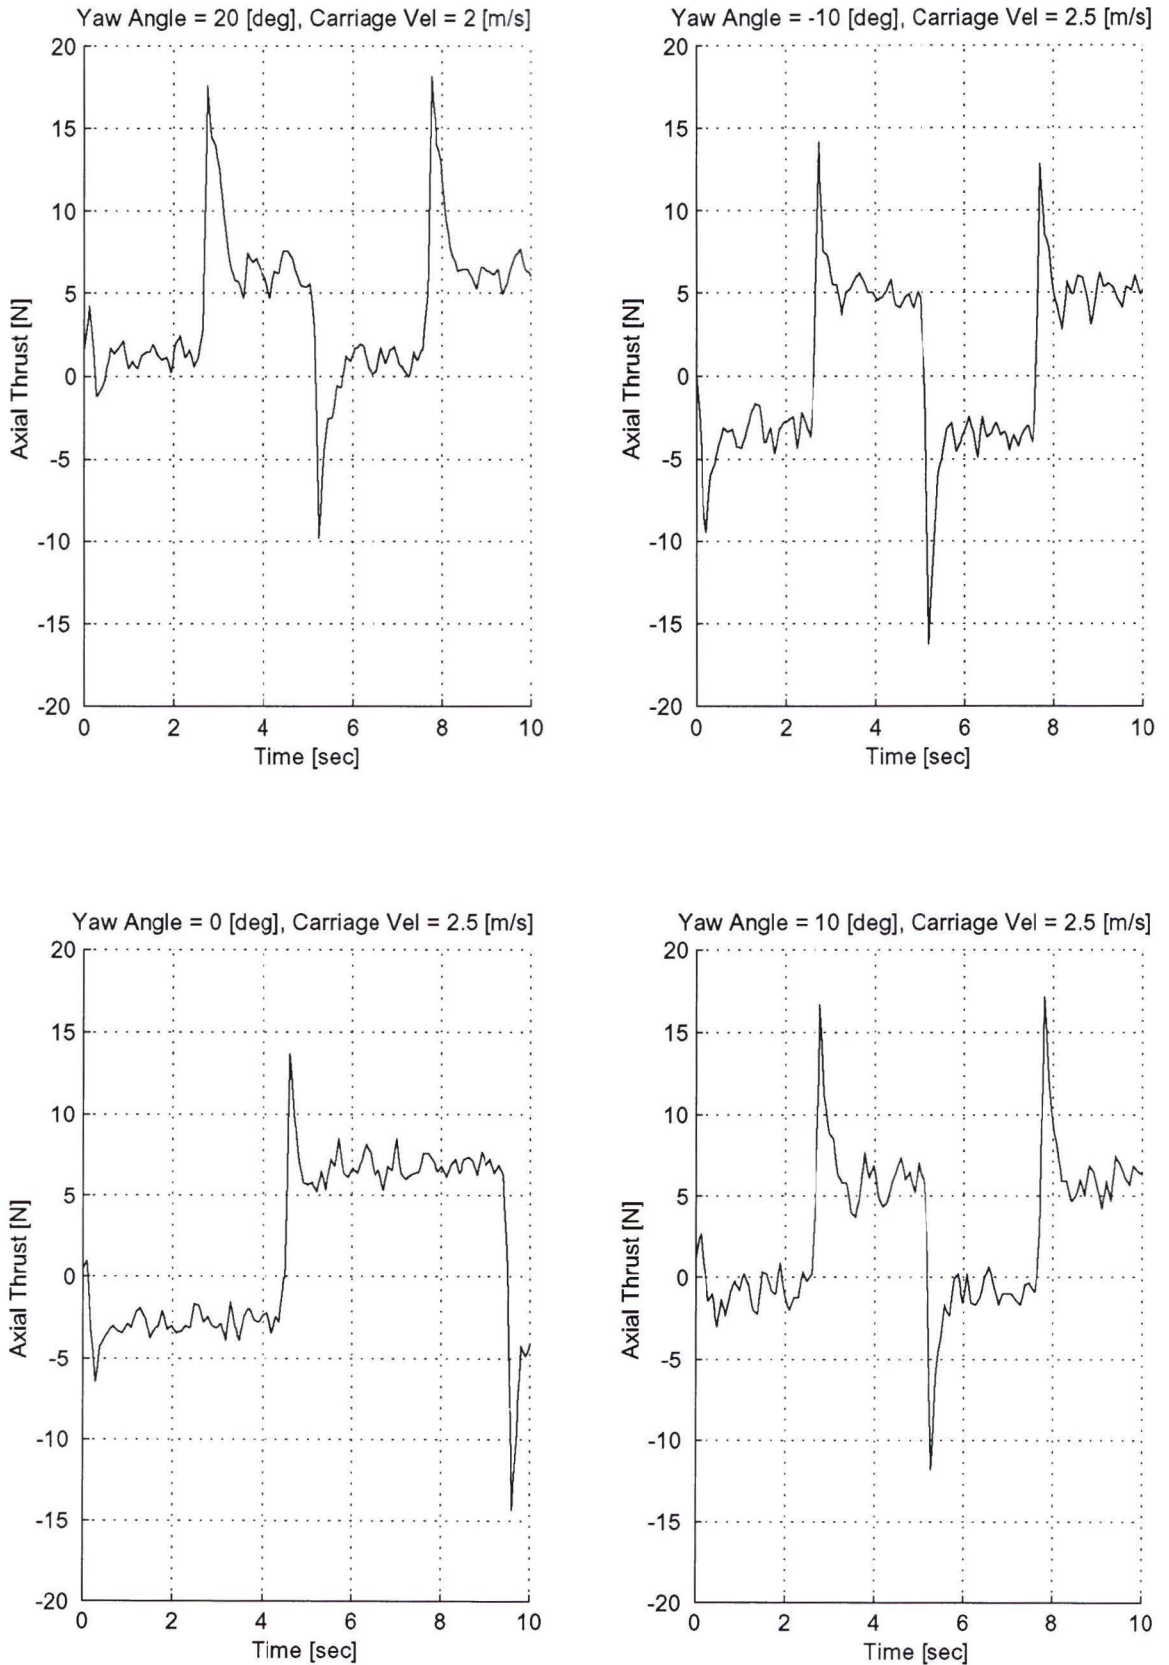 Yaw Angle = 20 [deg], Carriage Vel = 2 [m/s]
20
15
10
5
0
-5
-10
-15
-20
Axial Thrust [N]
0 2 4 6 8 10
Time [sec]
Yaw Angle = -10 [deg], Carriage Vel = 2.5 [m/s]
20
15
10
5
0
-5
-10
-15
-20
Axial Thrust [N]
0 2 4 6 8 10
Time [sec]
Yaw Angle = 0 [deg], Carriage Vel = 2.5 [m/s]
20
15
10
5
0
-5
-10
-15
-20
Axial Thrust [N]
0 2 4 6 8 10
Time [sec]
Yaw Angle = 10 [deg], Carriage Vel = 2.5 [m/s]
20
15
10
5
0
-5
-10
-15
-20
Axial Thrust [N]
0 2 4 6 8 10
Time [sec]